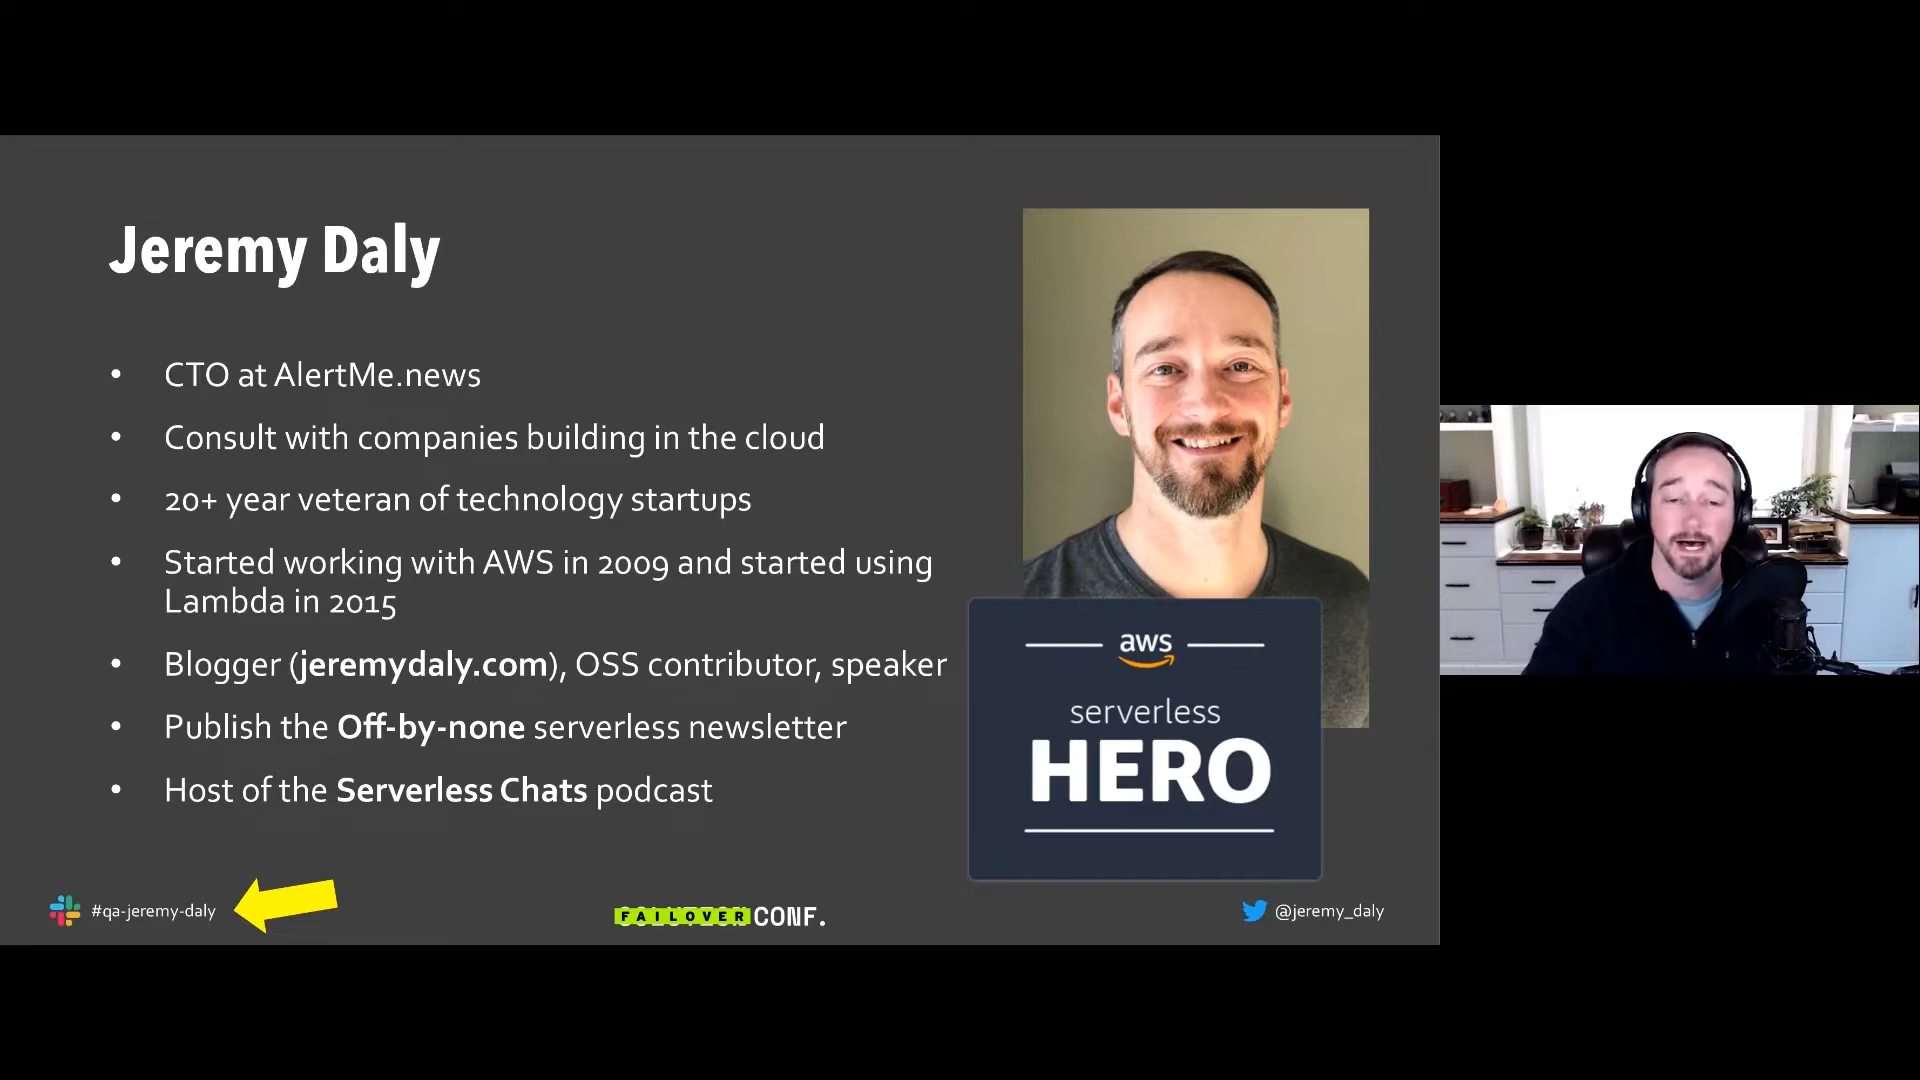 Jeremy Daly
• CTO at AlertMe.news
• Consult with companies building in the cloud
• 20+ year veteran of technology startups
• Started working with AWS in 2009 and started using
Lambda in 2015
• Blogger (jeremydaly.com), OSS contributor, speaker
• Publish the Off-by-none serverless newsletter
• Host of the Serverless Chats podcast
aws
serverless
HERO
#qa-jeremy-daly
FAILOVER CONF.
@jeremy_daly